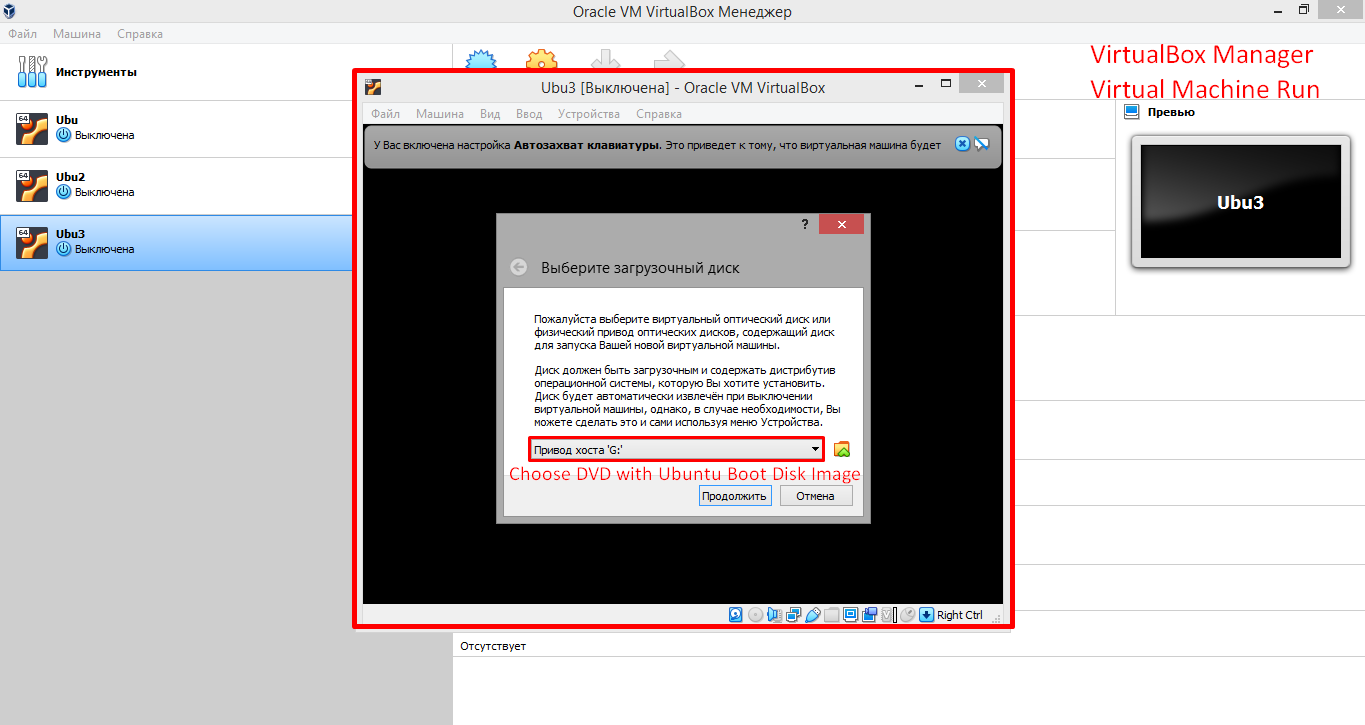 Oracle VM VirtualBox Менеджер
Файл Машина Справка
VirtualBox Manager
Virtual Machine Run
Инструменты
64
Ubu
Выключена
64
Ubu2
Выключена
64
Ubu3
Выключена
Превью
Ubu3
Ubu3 [Выключена] - Oracle VM VirtualBox
Файл Машина Вид Ввод Устройства Справка
У Вас включена настройка Автозахват клавиатуры. Это приведет к тому, что виртуальная машина будет
?
Выберите загрузочный диск
Пожалуйста выберите виртуальный оптический диск или
физический привод оптических дисков, содержащий диск
для запуска Вашей новой виртуальной машины.
Диск должен быть загрузочным и содержать дистрибутив
операционной системы, которую Вы хотите установить.
Диск будет автоматически извлечён при выключении
виртуальной машины, однако, в случае необходимости, Вы
можете сделать это и сами используя меню Устройства.
Привод хоста 'G:'
Choose DVD with Ubuntu Boot Disk Image
Продолжить Отмена
Right Ctrl
Отсутствует